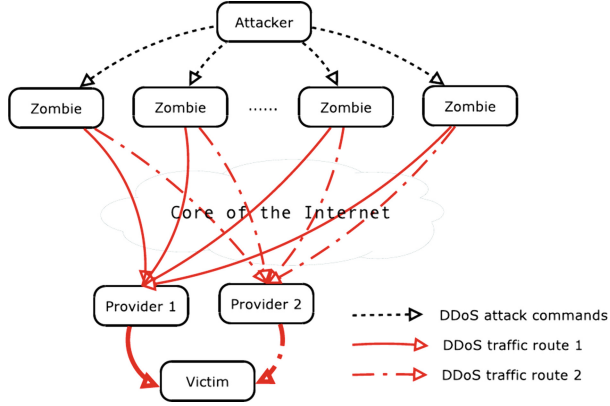 Attacker
Zombie
Zombie
......
Zombie
Zombie
Core of the Internet
Provider 1
Provider 2
Victim
DDoS attack commands
DDoS traffic route 1
DDoS traffic route 2